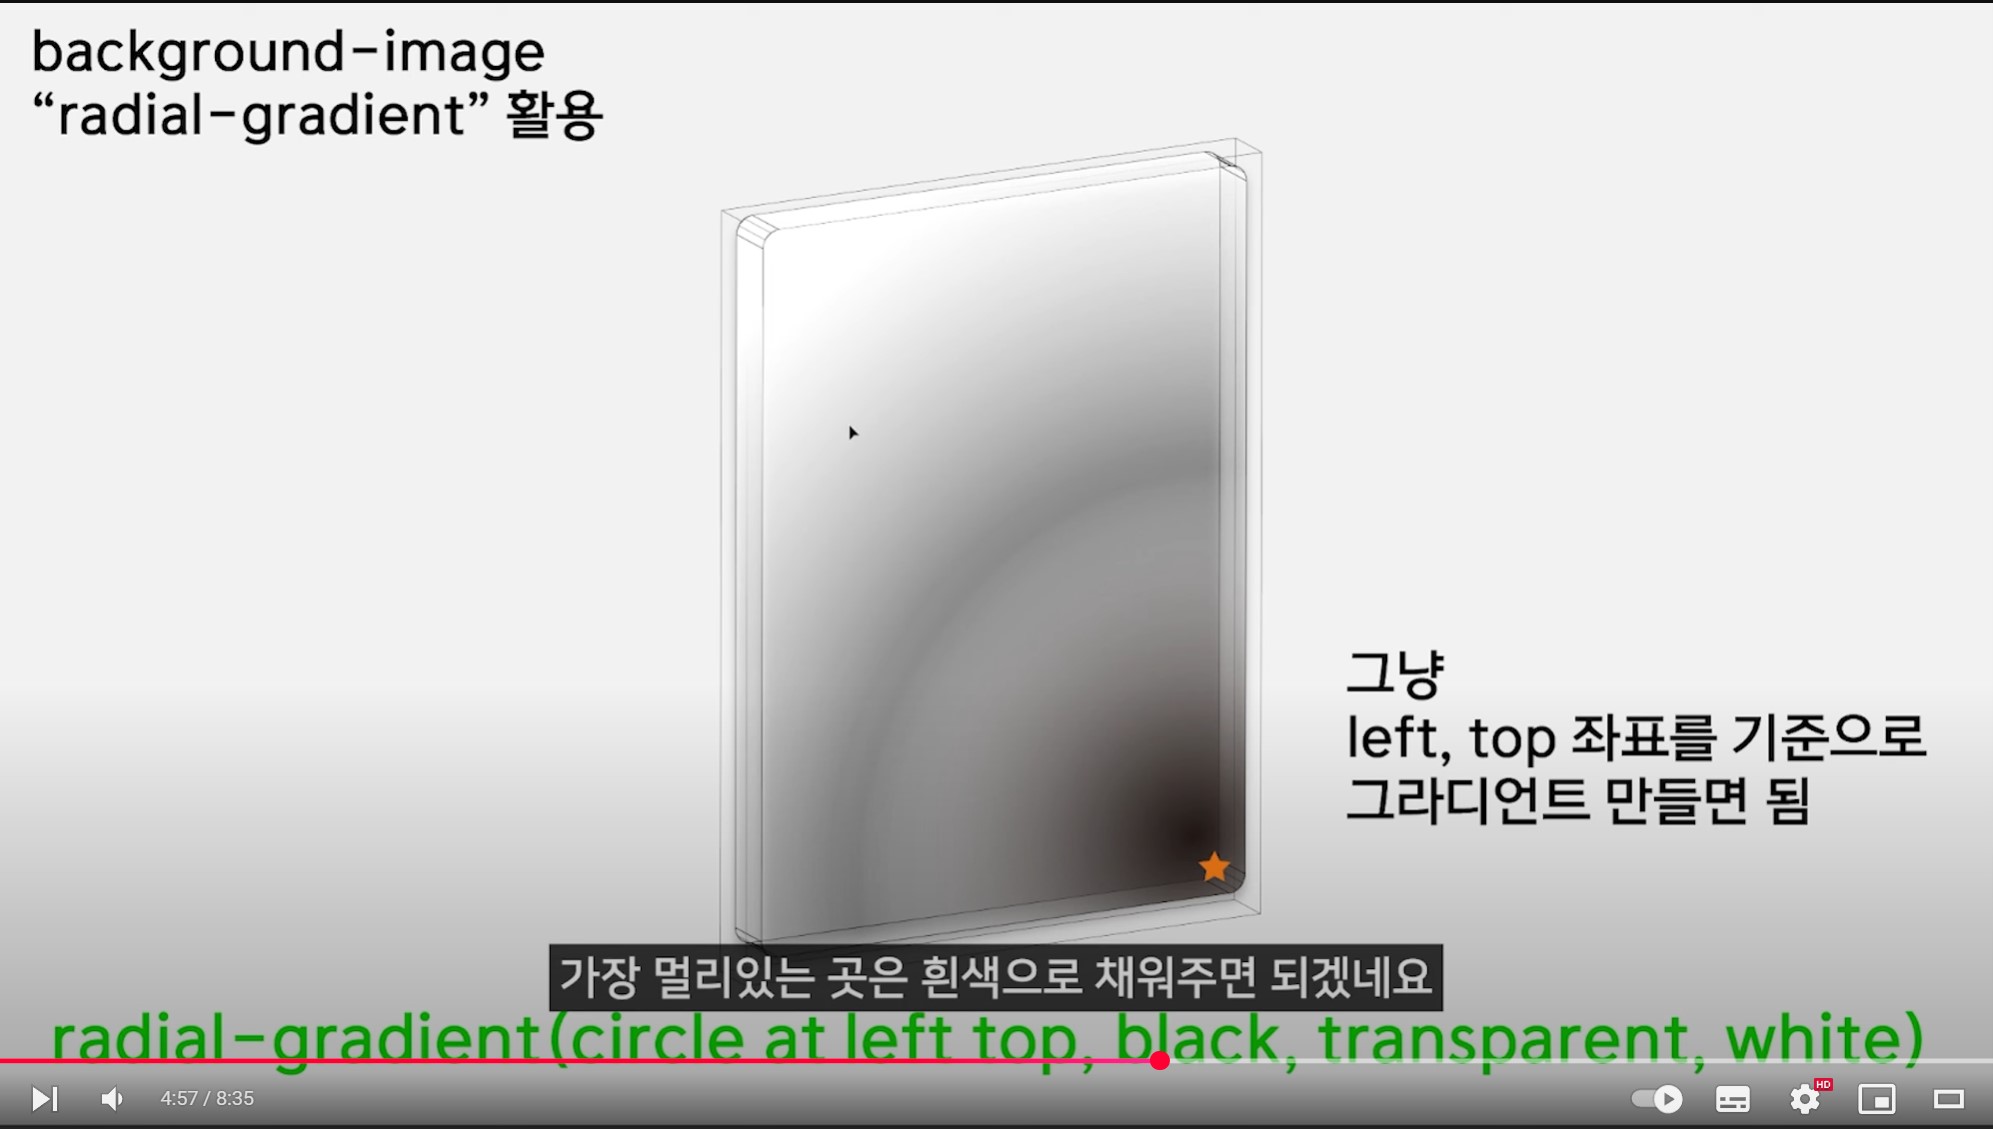 background-image
“radial-gradient” 활용
그냥
left, top 좌표를 기준으로
그라디언트 만들면 됨
가장 멀리있는 곳은 흰색으로 채워주면 되겠네요
radial-gradient(circle at left top, black, transparent, white)
4:57 / 8:35
HD